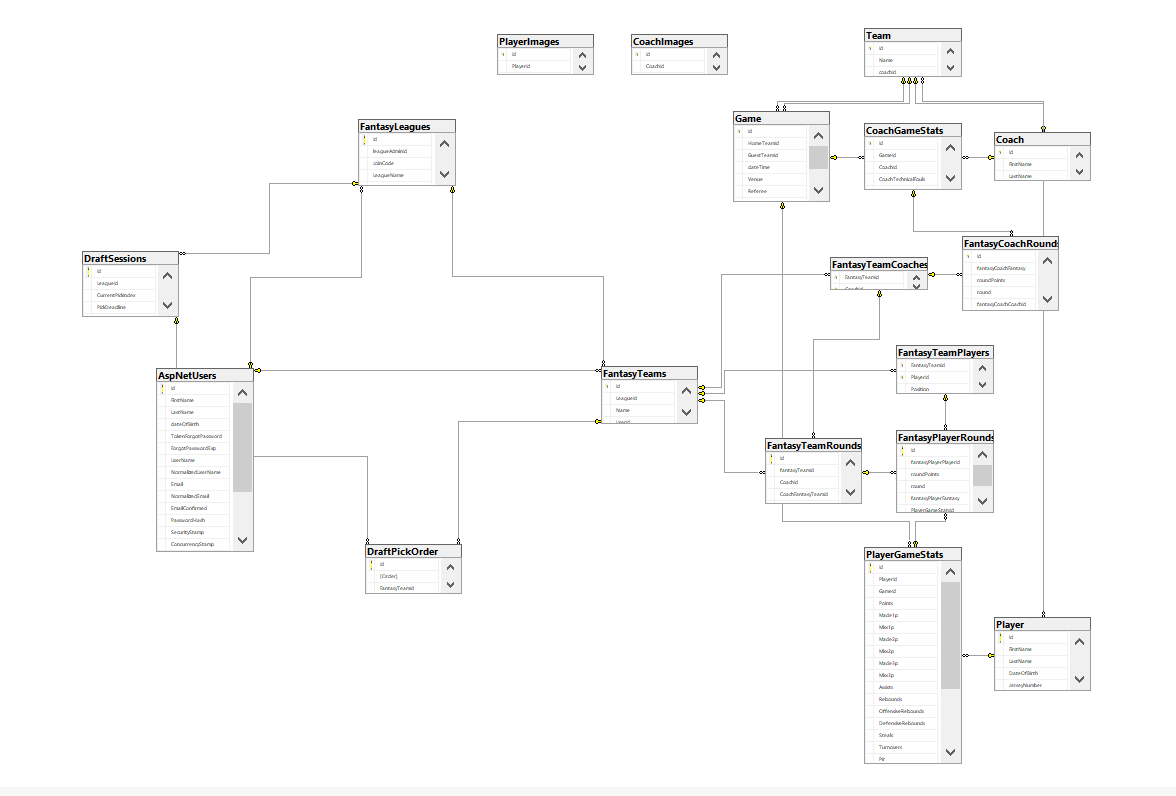 PlayerImages
Id
PlayerId
CoachImages
Id
CoachId
Team
Id
Name
coachId
FantasyLeagues
Id
leagueAdminId
JoinCode
LeagueName
Game
Id
HomeTeamId
GuestTeamId
dateTime
Venue
Referee
CoachGameStats
Id
GameId
CoachId
CoachTechnicalFouls
Coach
Id
FirstName
LastName
DraftSessions
Id
LeagueId
CurrentPickIndex
PickDeadline
FantasyTeamCoaches
FantasyTeamId
CoachId
FantasyCoachRounds
Id
fantasyCoachFantasy
roundPoints
round
fantasyCoachCoachId
AspNetUsers
Id
FirstName
LastName
dateOfBirth
TokenForgotPassword
ForgotPasswordExp
UserName
NormalizedUserName
Email
NormalizedEmail
EmailConfirmed
PasswordHash
SecurityStamp
ConcurrencyStamp
FantasyTeams
Id
LeagueId
Name
UserId
FantasyTeamPlayers
FantasyTeamId
PlayerId
Position
FantasyTeamRounds
Id
fantasyTeamId
CoachId
CoachFantasyTeamId
FantasyPlayerRounds
Id
fantasyPlayerPlayerId
roundPoints
round
fantasyPlayerFantasy
PlayerGameStatsId
DraftPickOrder
Id
[Order]
FantasyTeamId
PlayerGameStats
Id
PlayerId
GameId
Points
Made1p
Miss1p
Made2p
Miss2p
Made3p
Miss3p
Assists
Rebounds
OffensiveRebounds
DefensiveRebounds
Steals
Turnovers
Pir
Player
Id
FirstName
LastName
DateOfBirth
JerseyNumber